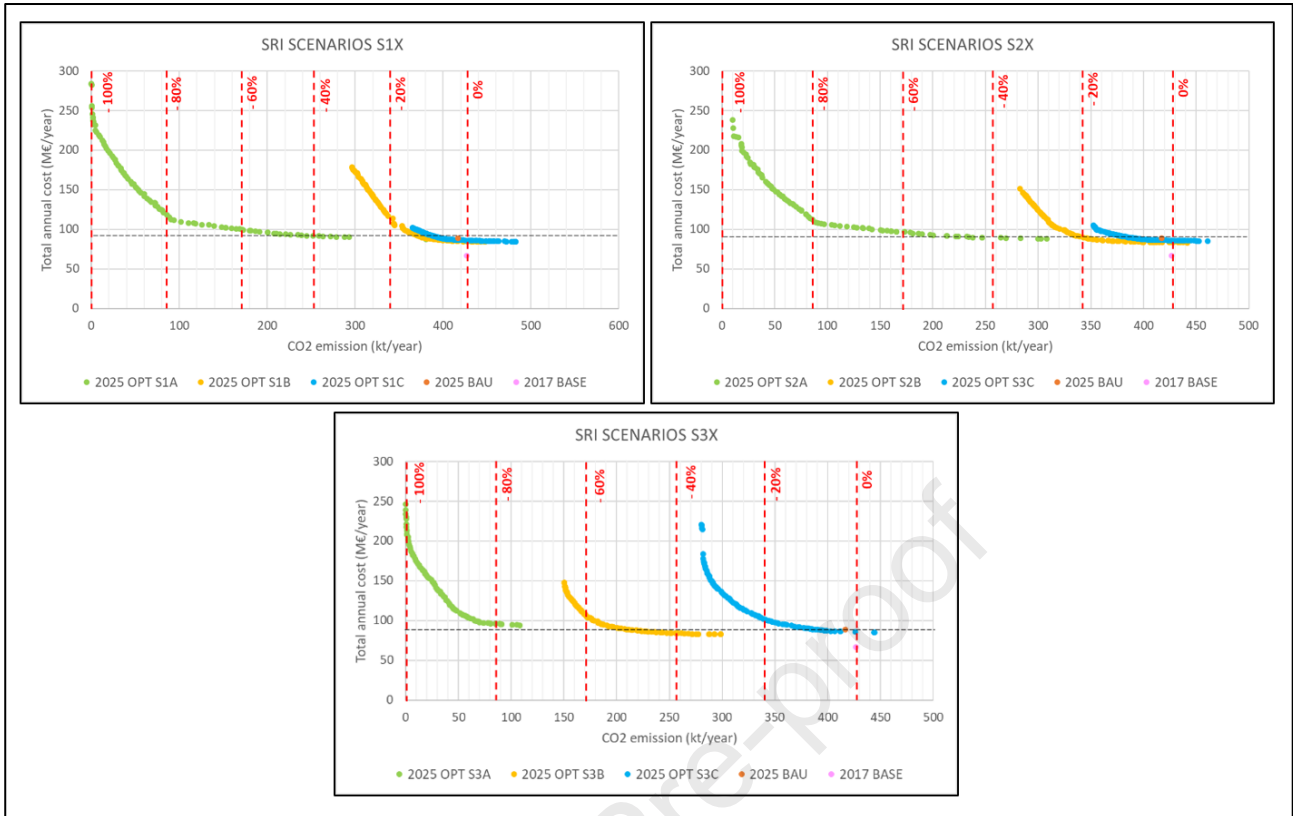 SRI SCENARIOS S1X
300
250
200
150
100
50
0
Total annual cost (M€/year)
- 100%
- 80%
- 60%
- 40%
- 20%
0%
0 100 200 300 400 500 600
CO2 emission (kt/year)
2025 OPT S1A 2025 OPT S1B 2025 OPT S1C 2025 BAU 2017 BASE
SRI SCENARIOS S2X
300
250
200
150
100
50
0
Total annual cost (M€/year)
- 100%
- 80%
- 60%
- 40%
- 20%
0%
0 50 100 150 200 250 300 350 400 450 500
CO2 emission (kt/year)
2025 OPT S2A 2025 OPT S2B 2025 OPT S3C 2025 BAU 2017 BASE
SRI SCENARIOS S3X
300
250
200
150
100
50
0
Total annual cost (M€/year)
- 100%
- 80%
- 60%
- 40%
- 20%
0%
0 50 100 150 200 250 300 350 400 450 500
CO2 emission (kt/year)
2025 OPT S3A 2025 OPT S3B 2025 OPT S3C 2025 BAU 2017 BASE
re-proof